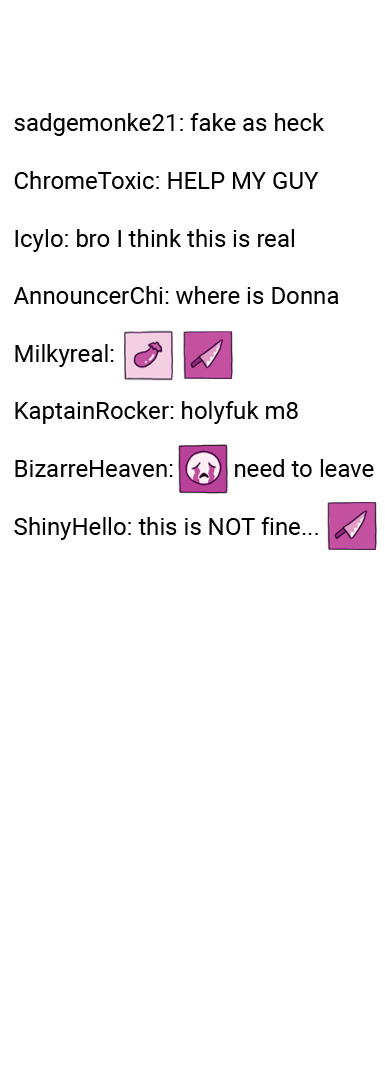 sadgemonke21: fake as heck
ChromeToxic: HELP MY GUY
Icylo: bro I think this is real
AnnouncerChi: where is Donna
Milkyreal:
KaptainRocker: holyfuk m8
BizarreHeaven: need to leave
ShinyHello: this is NOT fine...